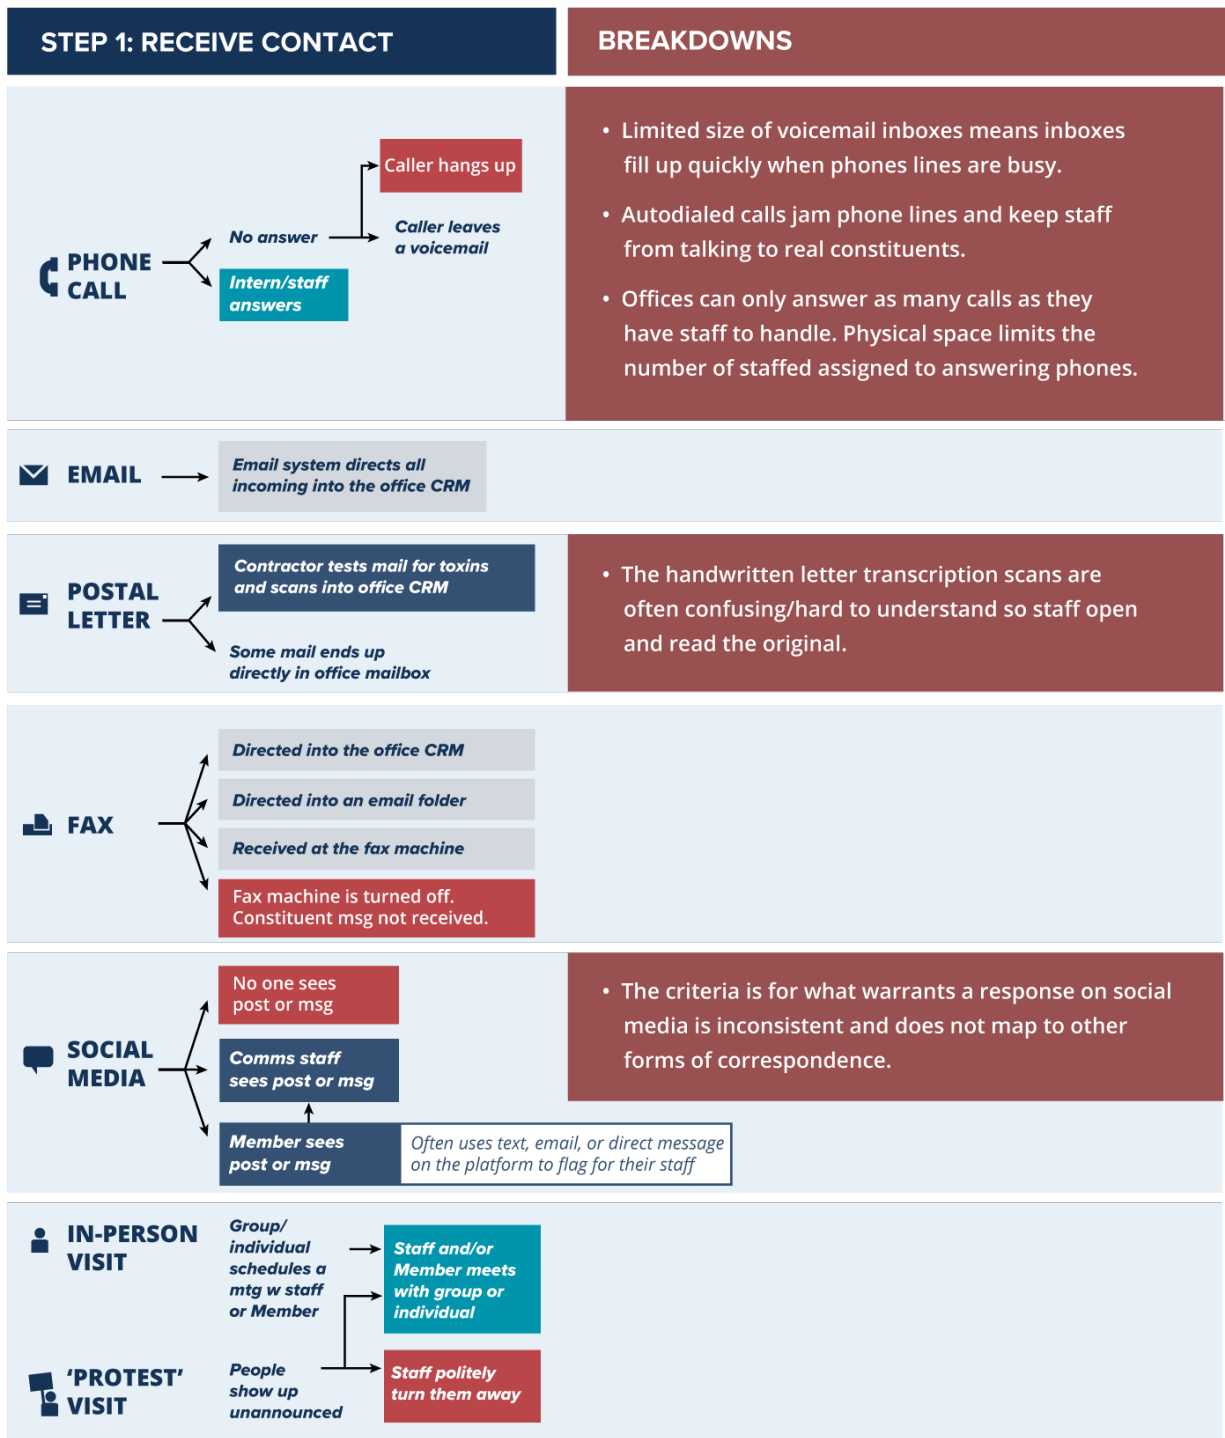 STEP 1: RECEIVE CONTACT
BREAKDOWNS
PHONE
CALL
No answer
Caller hangs up
Caller leaves
a voicemail
Intern/staff
answers
• Limited size of voicemail inboxes means inboxes
fill up quickly when phones lines are busy.
• Autodialed calls jam phone lines and keep staff
from talking to real constituents.
• Offices can only answer as many calls as they
have staff to handle. Physical space limits the
number of staffed assigned to answering phones.
EMAIL
Email system directs all
incoming into the office CRM
POSTAL
LETTER
Contractor tests mail for toxins
and scans into office CRM
Some mail ends up
directly in office mailbox
• The handwritten letter transcription scans are
often confusing/hard to understand so staff open
and read the original.
FAX
Directed into the office CRM
Directed into an email folder
Received at the fax machine
Fax machine is turned off.
Constituent msg not received.
SOCIAL
MEDIA
No one sees
post or msg
Comms staff
sees post or msg
Member sees
post or msg
Often uses text, email, or direct message
on the platform to flag for their staff
• The criteria is for what warrants a response on social
media is inconsistent and does not map to other
forms of correspondence.
IN-PERSON
VISIT
Group/
individual
schedules a
mtg w staff
or Member
Staff and/or
Member meets
with group or
individual
‘PROTEST’
VISIT
People
show up
unannounced
Staff politely
turn them away